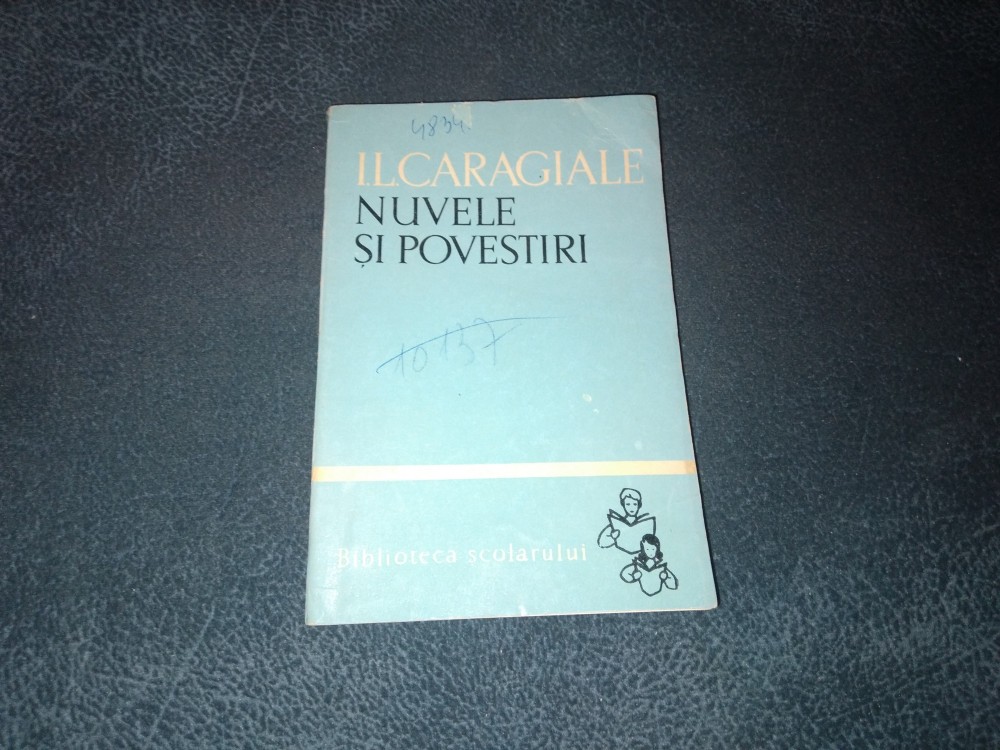 4834.
I.L.CARAGIALE
NUVELE
ȘI POVESTIRI
10137
Biblioteca școlarului